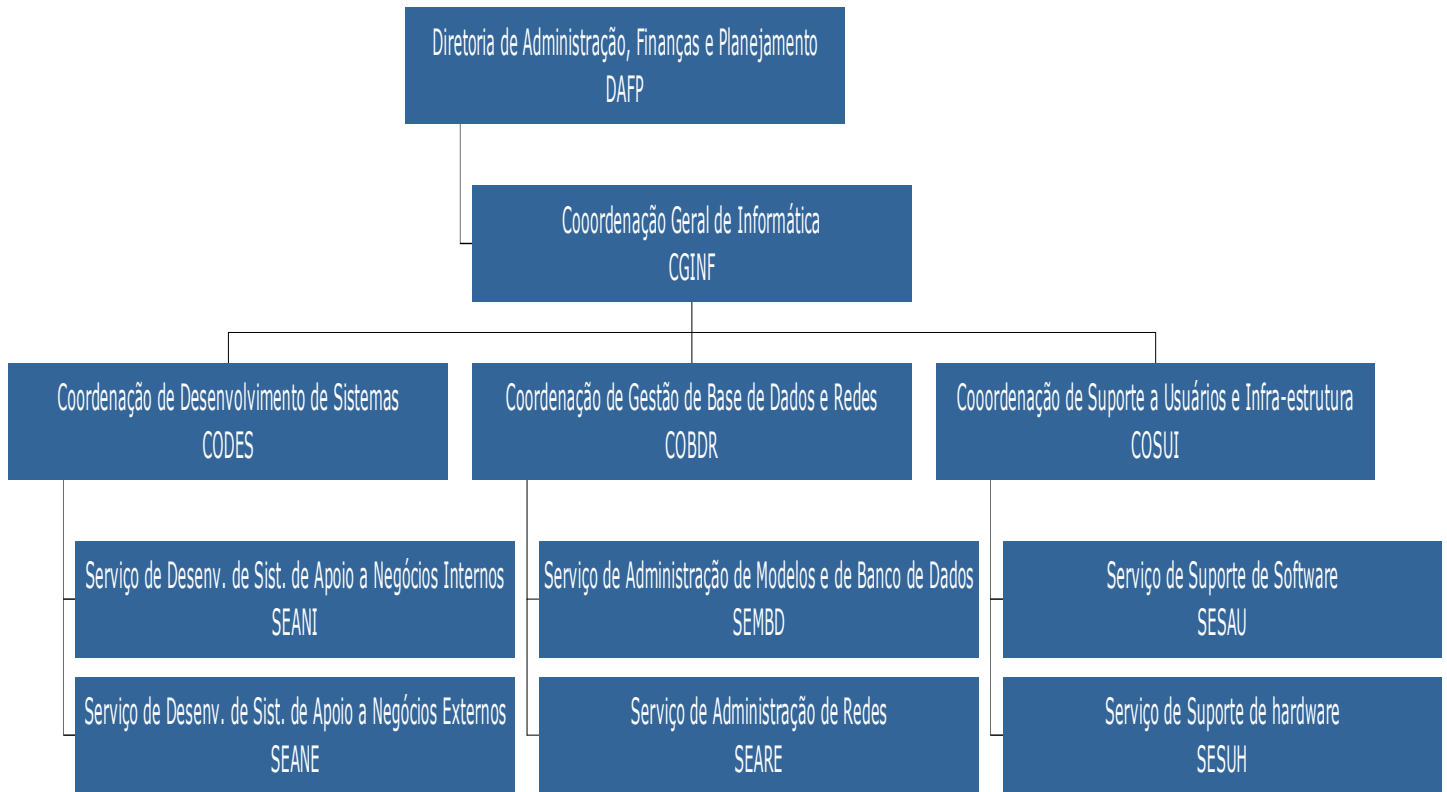 Diretoria de Administração, Finanças e Planejamento
DAFP
Cooordenação Geral de Informática
CGINF
Coordenação de Desenvolvimento de Sistemas
CODES
Coordenação de Gestão de Base de Dados e Redes
COBDR
Cooordenação de Suporte a Usuários e Infra-estrutura
COSUI
Serviço de Desenv. de Sist. de Apoio a Negócios Internos
SEANI
Serviço de Administração de Modelos e de Banco de Dados
SEMBD
Serviço de Suporte de Software
SESAU
Serviço de Desenv. de Sist. de Apoio a Negócios Externos
SEANE
Serviço de Administração de Redes
SEARE
Serviço de Suporte de hardware
SESUH